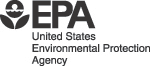 EPA
United States
Environmental Protection
Agency